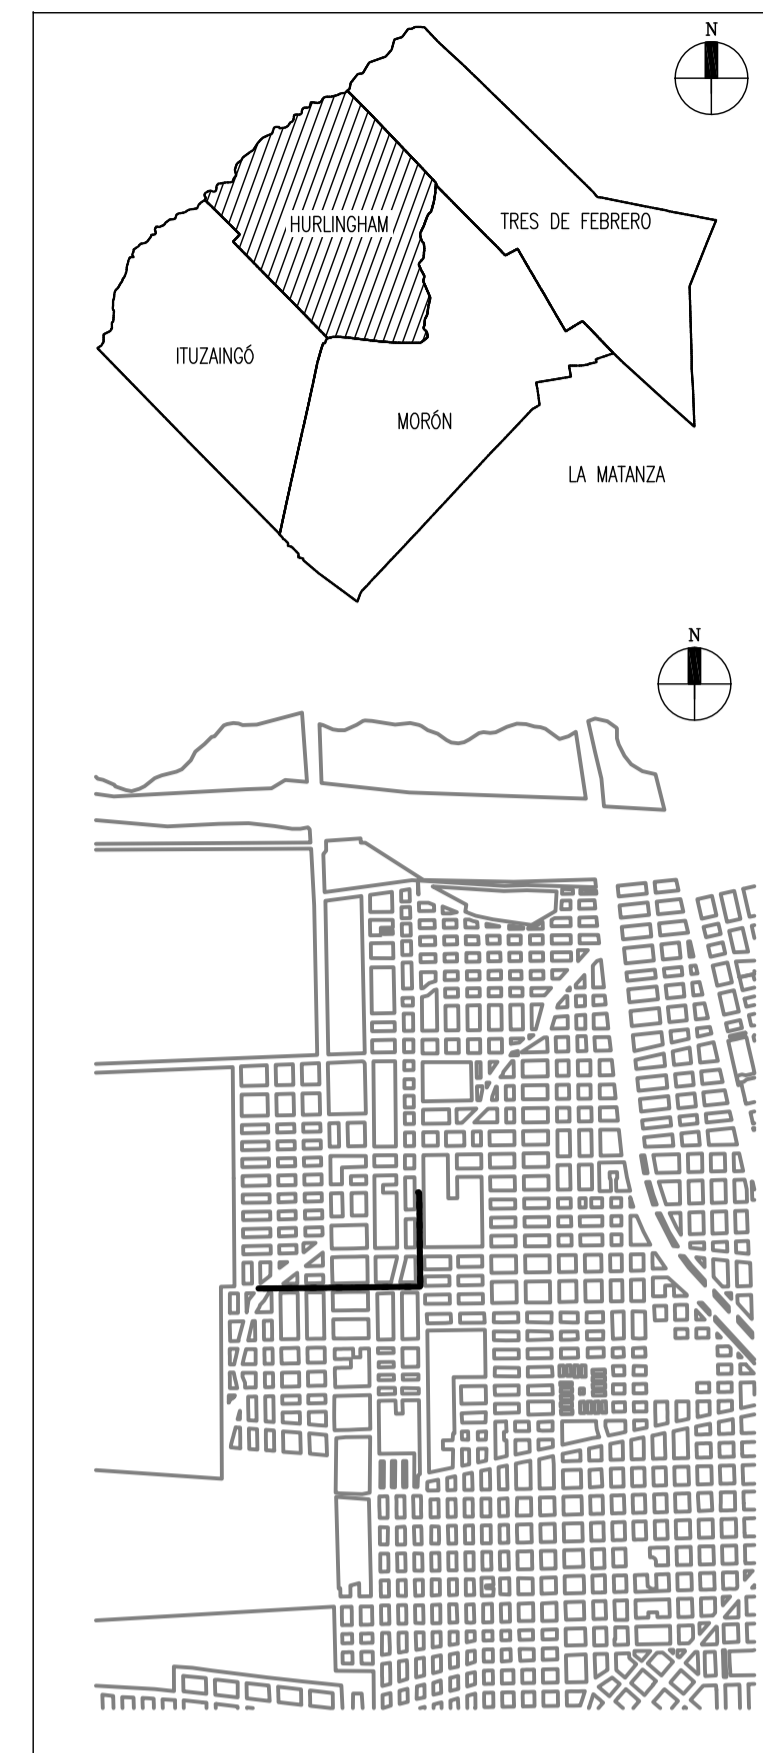 N
TRES DE FEBRERO
HURLINGHAM
ITUZAINGÓ
MORÓN
LA MATANZA
N